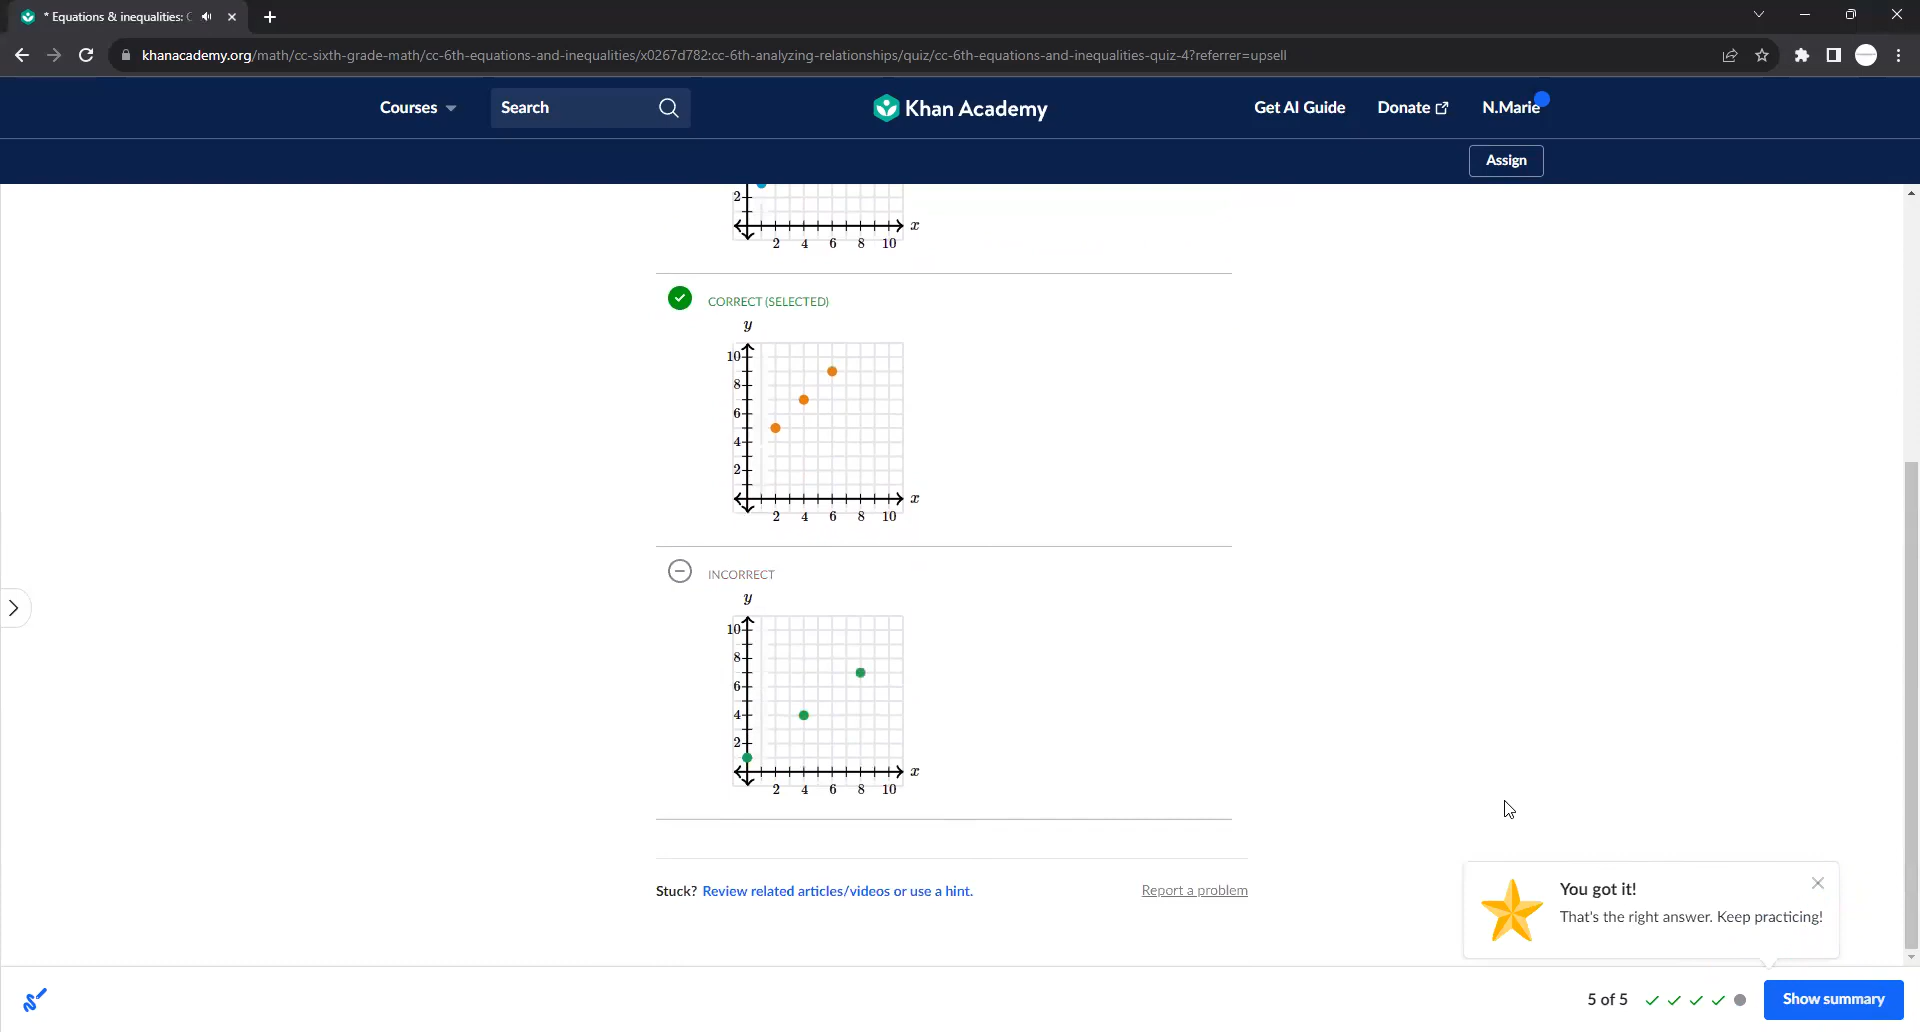 * Equations & inequalities: C
khanacademy.org/math/cc-sixth-grade-math/cc-6th-equations-and-inequalities/x0267d782:cc-6th-analyzing-relationships/quiz/cc-6th-equations-and-inequalities-quiz-4?referrer=upsell
Courses
Search
Khan Academy
Get AI Guide
Donate
N.Marie
Assign
2
x
2 4 6 8 10
CORRECT (SELECTED)
y
10
8
6
4
2
x
2 4 6 8 10
INCORRECT
y
10
8
6
4
2
x
2 4 6 8 10
Stuck? Review related articles/videos or use a hint.
Report a problem
You got it!
That's the right answer. Keep practicing!
5 of 5
Show summary